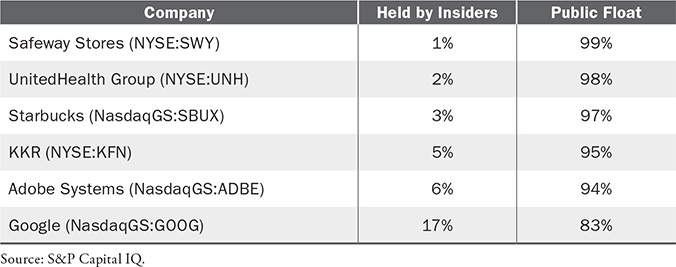 Company Held by Insiders Public Float
Safeway Stores (NYSE:SWY) 1% 99%
UnitedHealth Group (NYSE:UNH) 2% 98%
Starbucks (NasdaqGS:SBUX) 3% 97%
KKR (NYSE:KFN) 5% 95%
Adobe Systems (NasdaqGS:ADBE) 6% 94%
Google (NasdaqGS:GOOG) 17% 83%
Source: S&P Capital IQ.